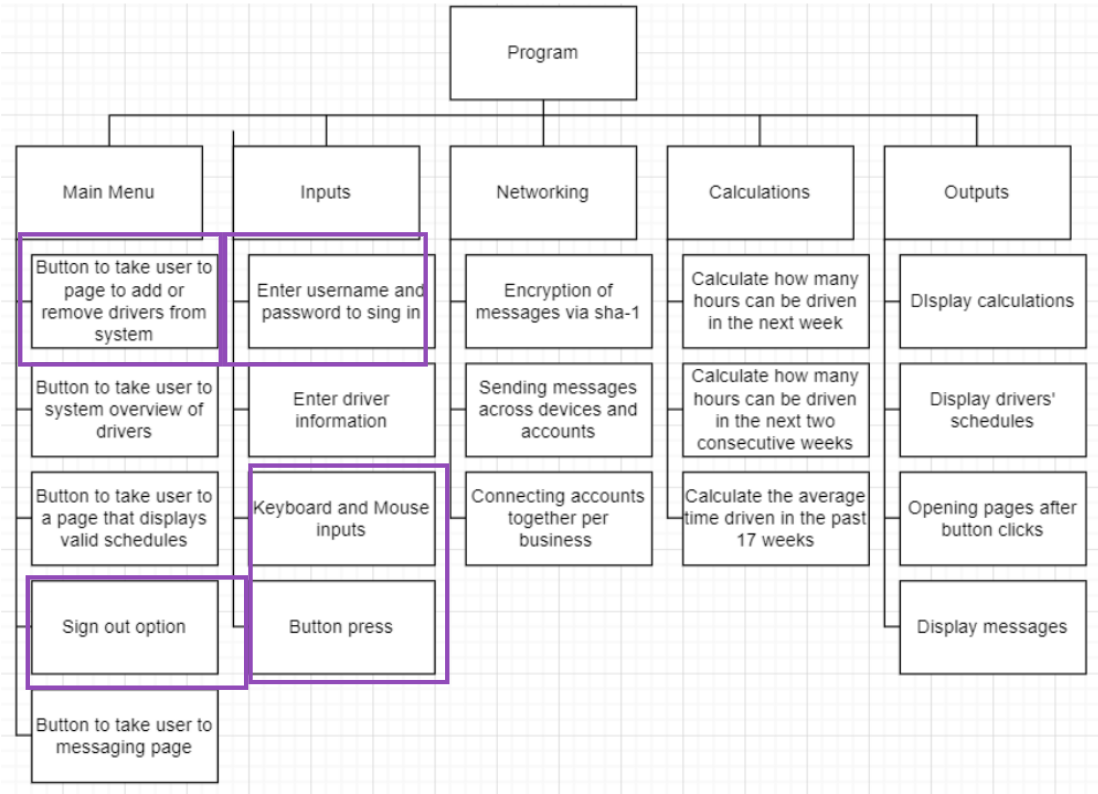 Program
Main Menu
Inputs
Networking
Calculations
Outputs
Button to take user to
page to add or
remove drivers from
system
Enter username and
password to sing in
Encryption of
messages via sha-1
Calculate how many
hours can be driven
in the next week
DIsplay calculations
Button to take user to
system overview of
drivers
Enter driver
information
Sending messages
across devices and
accounts
Calculate how many
hours can be driven
in the next two
consecutive weeks
Display drivers'
schedules
Button to take user to
a page that displays
valid schedules
Keyboard and Mouse
inputs
Connecting accounts
together per
business
Calculate the average
time driven in the past
17 weeks
Opening pages after
button clicks
Sign out option
Button press
Display messages
Button to take user to
messaging page